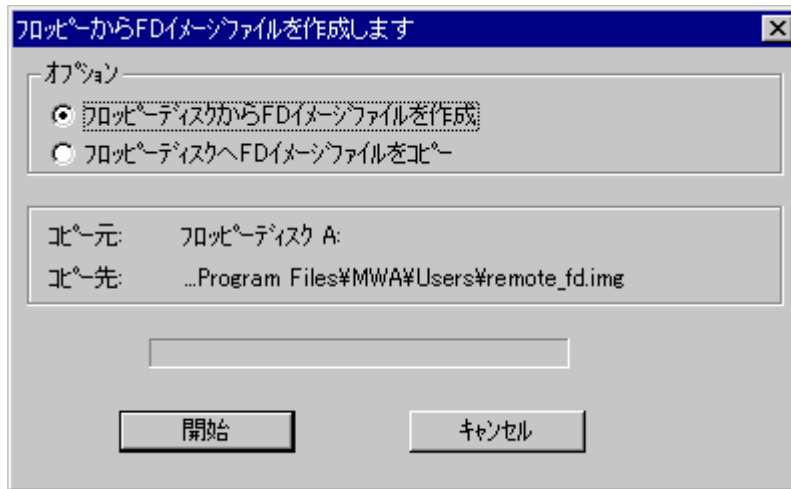 フロッピーからFDイメージファイルを作成します
オプション
フロッピーディスクからFDイメージファイルを作成
フロッピーディスクへFDイメージファイルをコピー
コピー元: フロッピーディスク A:
コピー先: ...Program Files¥MWA¥Users¥remote_fd.img
開始 キャンセル